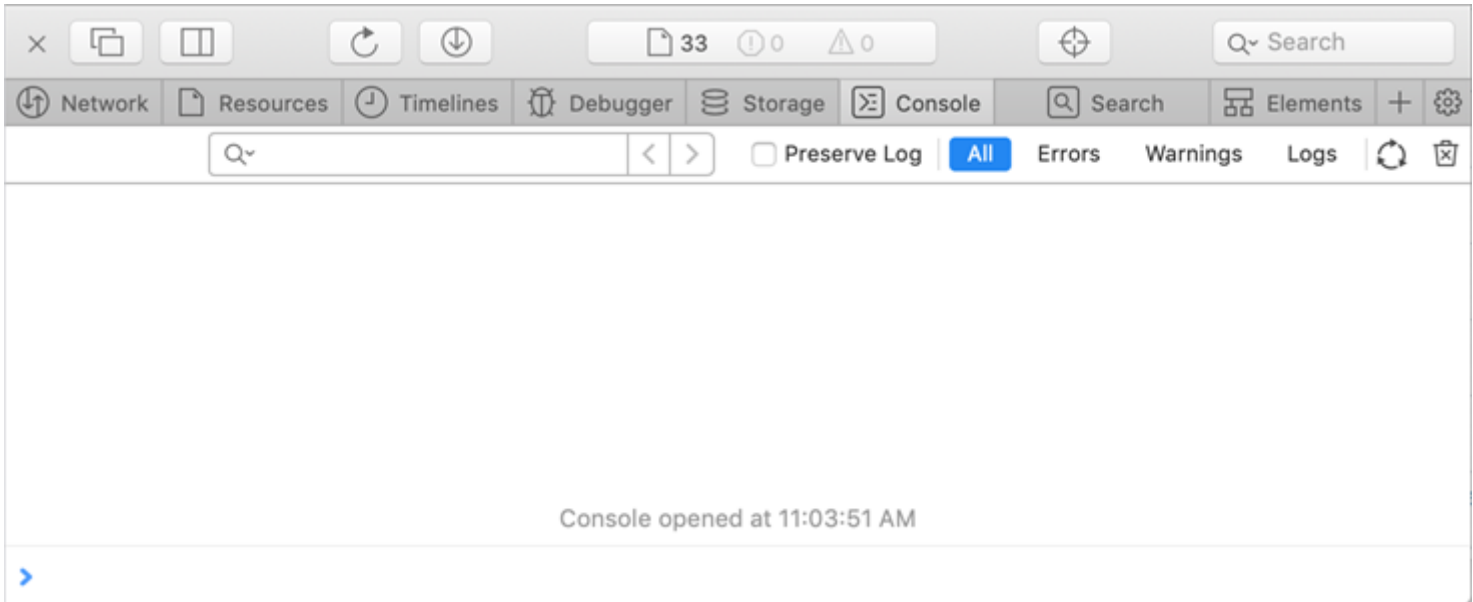 33 0 0 Search
Network Resources Timelines Debugger Storage Console Search Elements
Preserve Log All Errors Warnings Logs
Console opened at 11:03:51 AM